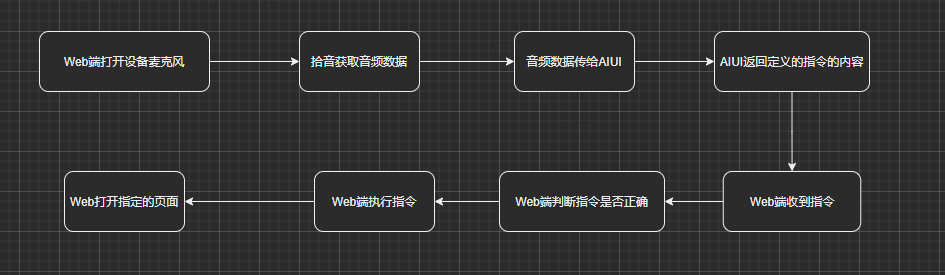 Web端打开设备麦克风
拾音获取音频数据
音频数据传给AIUI
AIUI返回定义的指令的内容
Web端收到指令
Web端判断指令是否正确
Web端执行指令
Web打开指定的页面